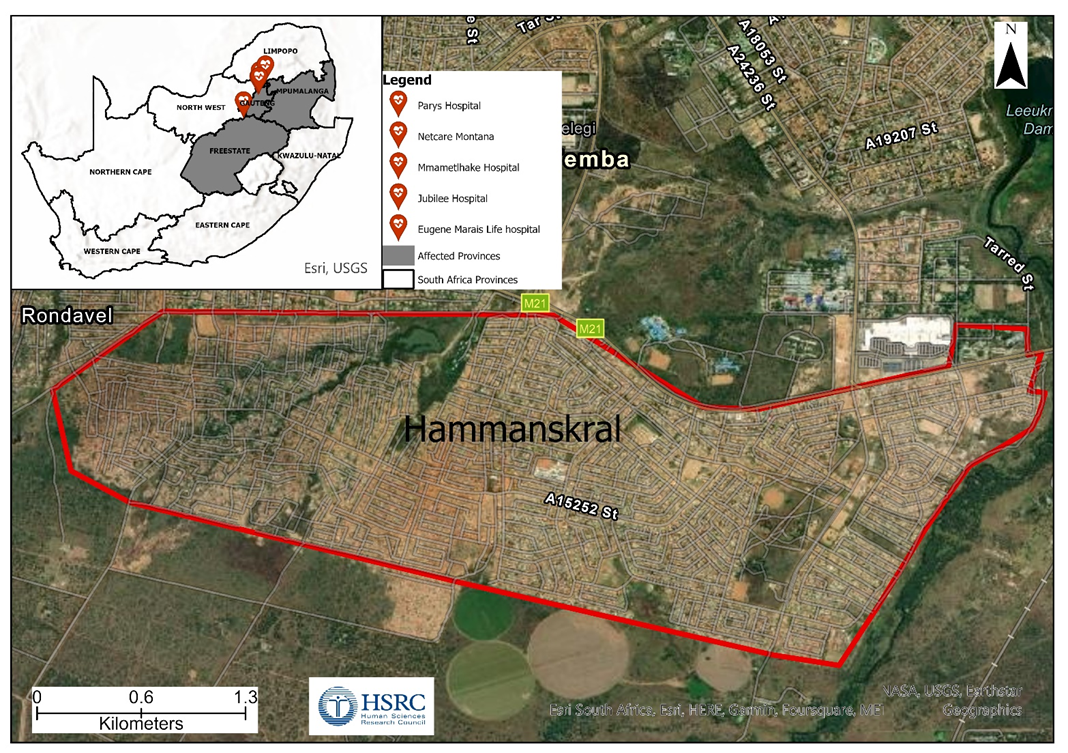 LIMPOPO
MPUMALANGA
GAUTENG
NORTH WEST
FREESTATE
KWAZULU-NATAL
NORTHERN CAPE
EASTERN CAPE
WESTERN CAPE
Esri, USGS
Legend
Parys Hospital
Netcare Montana
Mmametlhake Hospital
Jubilee Hospital
Eugene Marais Life hospital
Affected Provinces
South Africa Provinces
St
Tar St
A18053 St
A24236 St
N
Leeukr
Dam
A19207 St
elegi
emba
Tarred St
M21
M21
Rondavel
Hammanskral
A15252 St
0 0.6 1.3
Kilometers
HSRC
Human Sciences
Research Council
NASA, USGS, Earthstar
Geographics
Esri South Africa, Esri, HERE, Garmin, Foursquare, ME